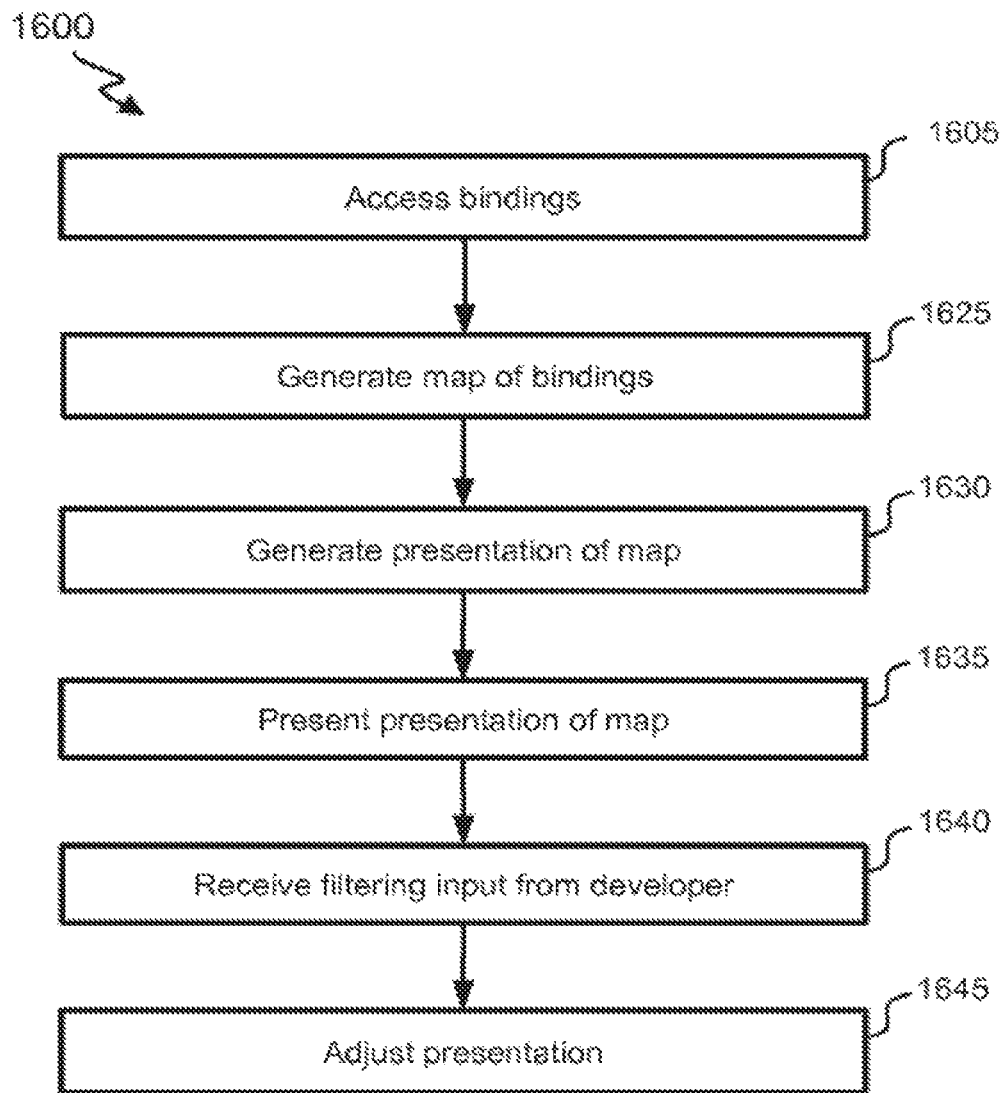 1600
1605
Access bindings
1625
Generate map of bindings
1630
Generate presentation of map
1635
Present presentation of map
1640
Receive filtering input from developer
1645
Adjust presentation